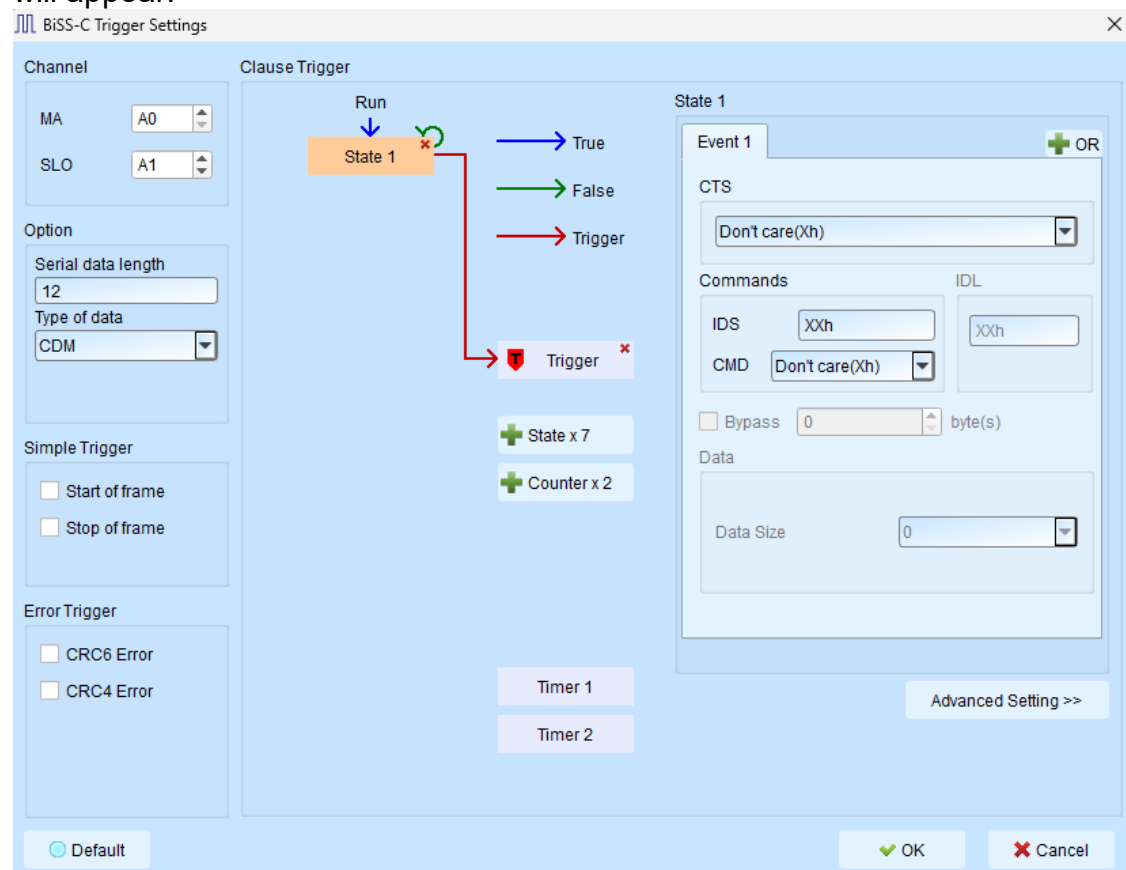 will appear.
BiSS-C Trigger Settings
Channel
MA A0
SLO A1
Option
Serial data length
12
Type of data
CDM
Simple Trigger
Start of frame
Stop of frame
Error Trigger
CRC6 Error
CRC4 Error
Clause Trigger
Run
State 1
True
False
Trigger
T Trigger
State x 7
Counter x 2
Timer 1
Timer 2
State 1
Event 1
OR
CTS
Don't care(Xh)
Commands
IDS XXh
CMD Don't care(Xh)
IDL
XXh
Bypass 0 byte(s)
Data
Data Size 0
Advanced Setting >>
Default
OK
Cancel